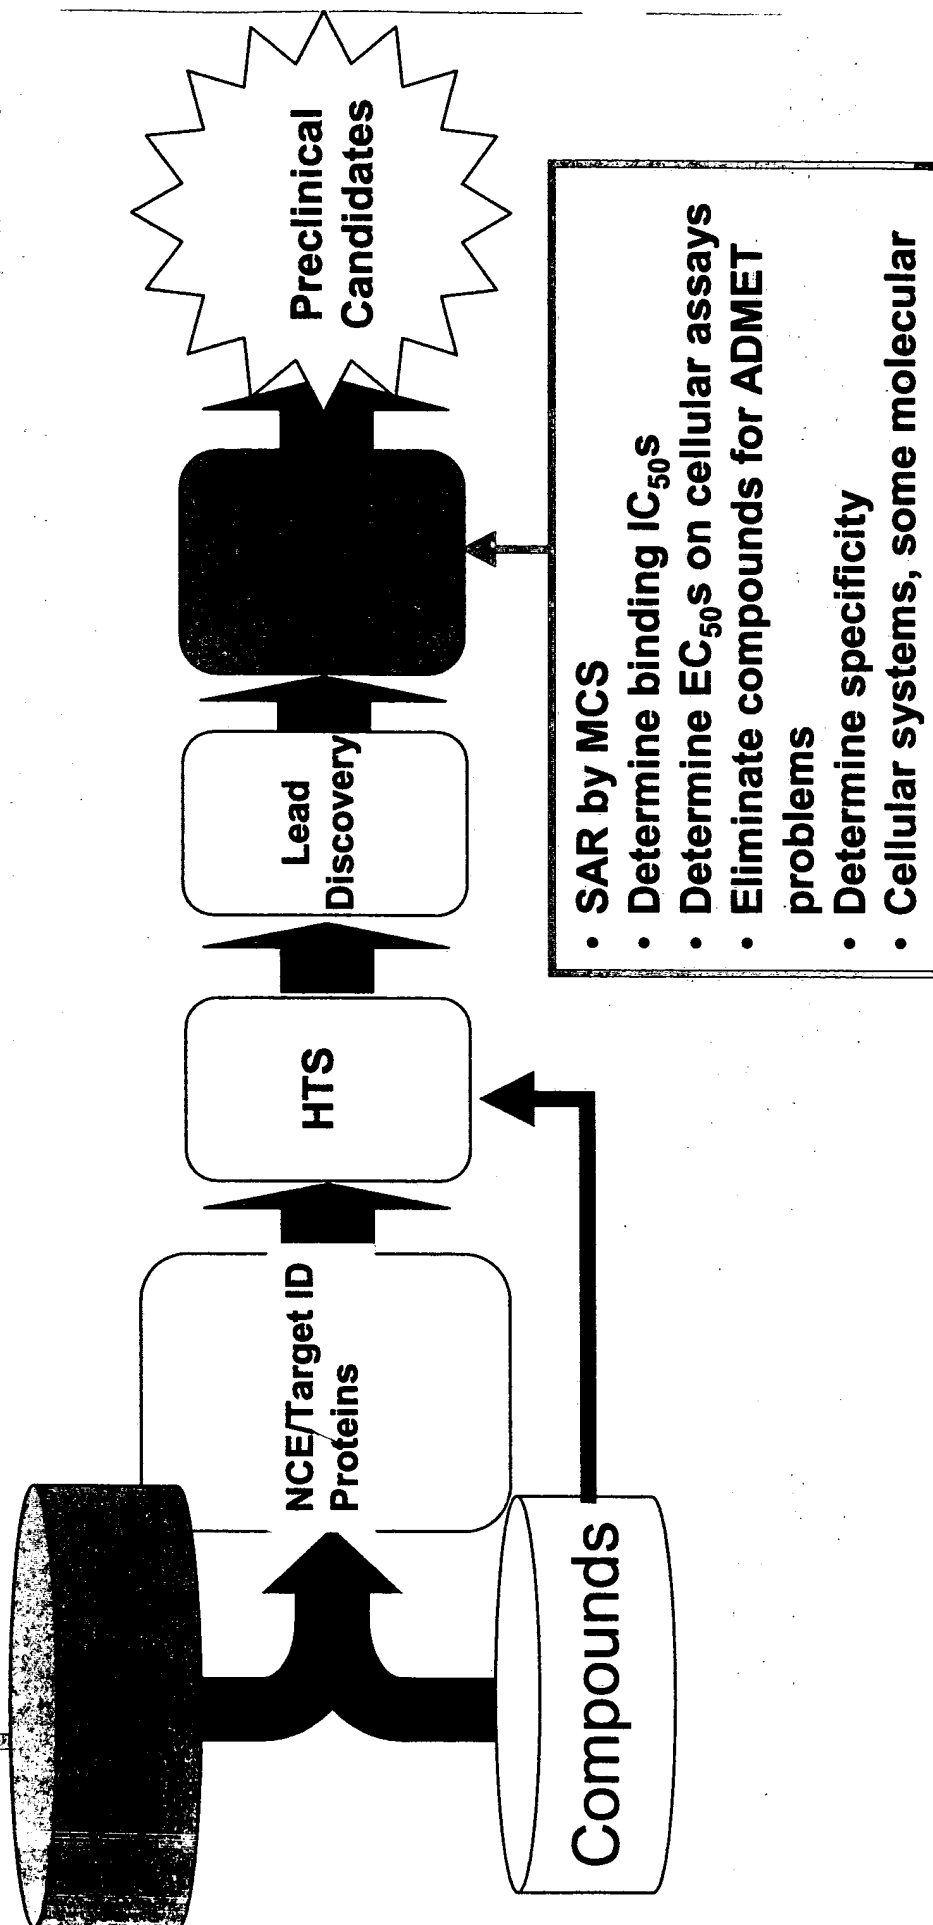 Compounds
NCE/Target ID
Proteins
HTS
Lead
Discovery
Preclinical
Candidates
• SAR by MCS
• Determine binding IC₅₀s
• Determine EC₅₀s on cellular assays
• Eliminate compounds for ADMET
problems
• Determine specificity
• Cellular systems, some molecular